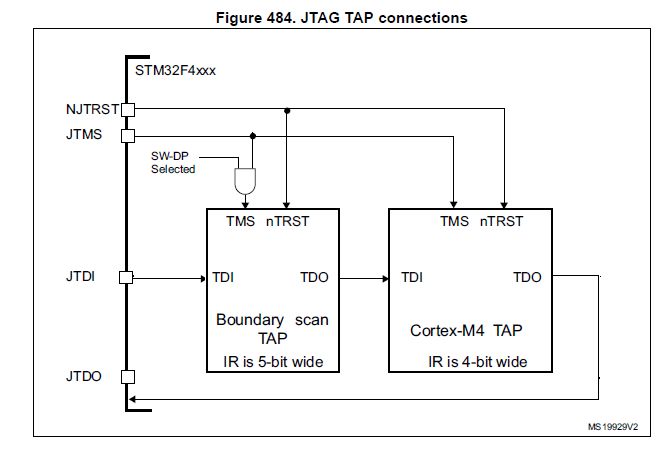 Figure 484. JTAG TAP connections
STM32F4xxx
NJTRST
JTMS
SW-DP
Selected
TMS nTRST
TMS nTRST
JTDI
TDI
TDO
TDI
TDO
Boundary scan
TAP
Cortex-M4 TAP
IR is 5-bit wide
IR is 4-bit wide
JTDO
MS19929V2